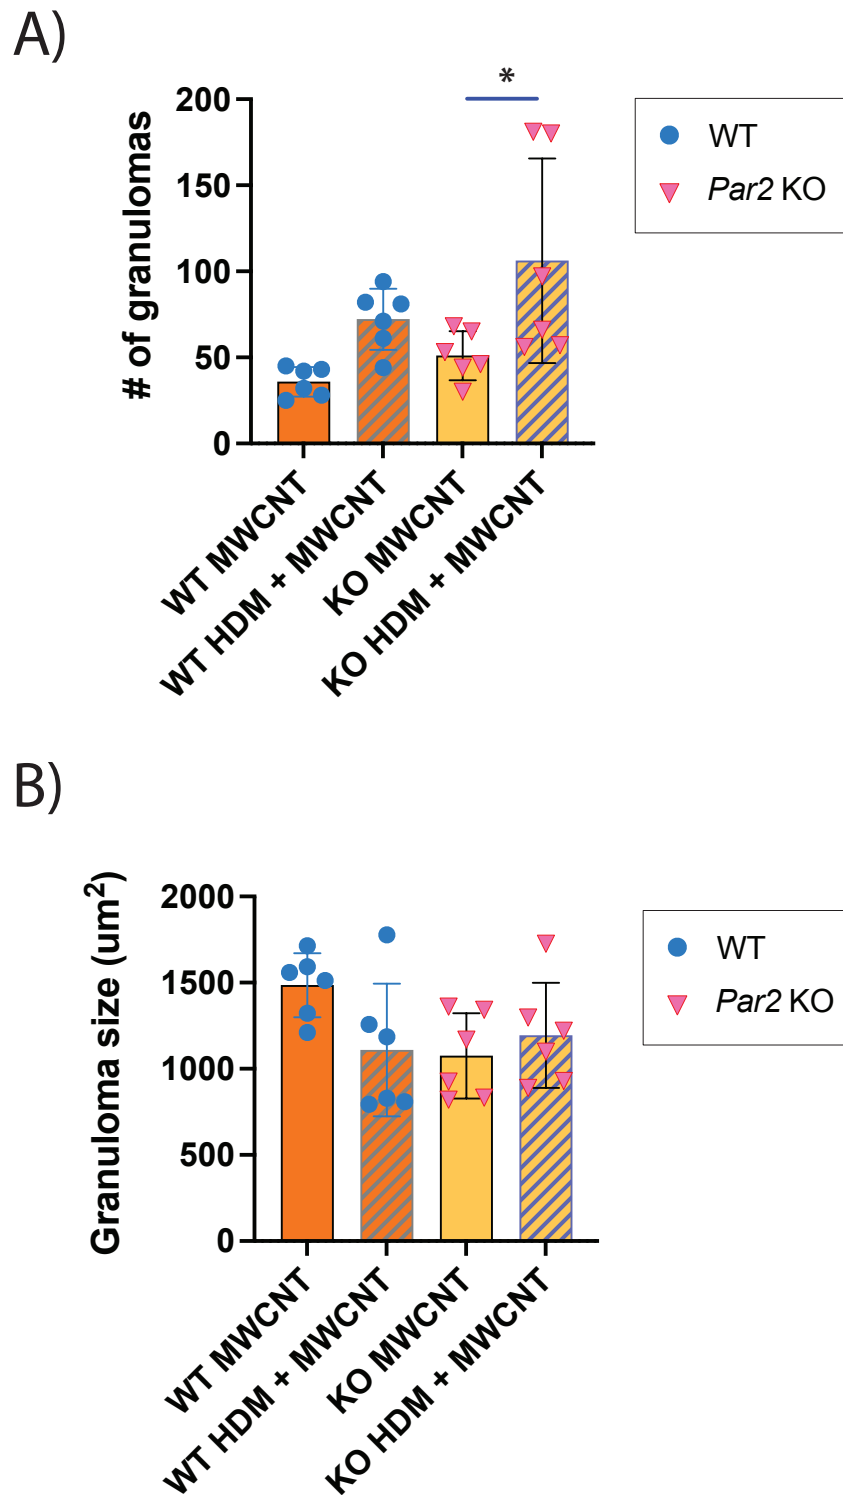 A)
*
# of granulomas
200
150
100
50
0
WT MWCNT
WT HDM + MWCNT
KO MWCNT
KO HDM + MWCNT
WT
Par2 KO
B)
Granuloma size (um²)
2000
1500
1000
500
0
WT MWCNT
WT HDM + MWCNT
KO MWCNT
KO HDM + MWCNT
WT
Par2 KO